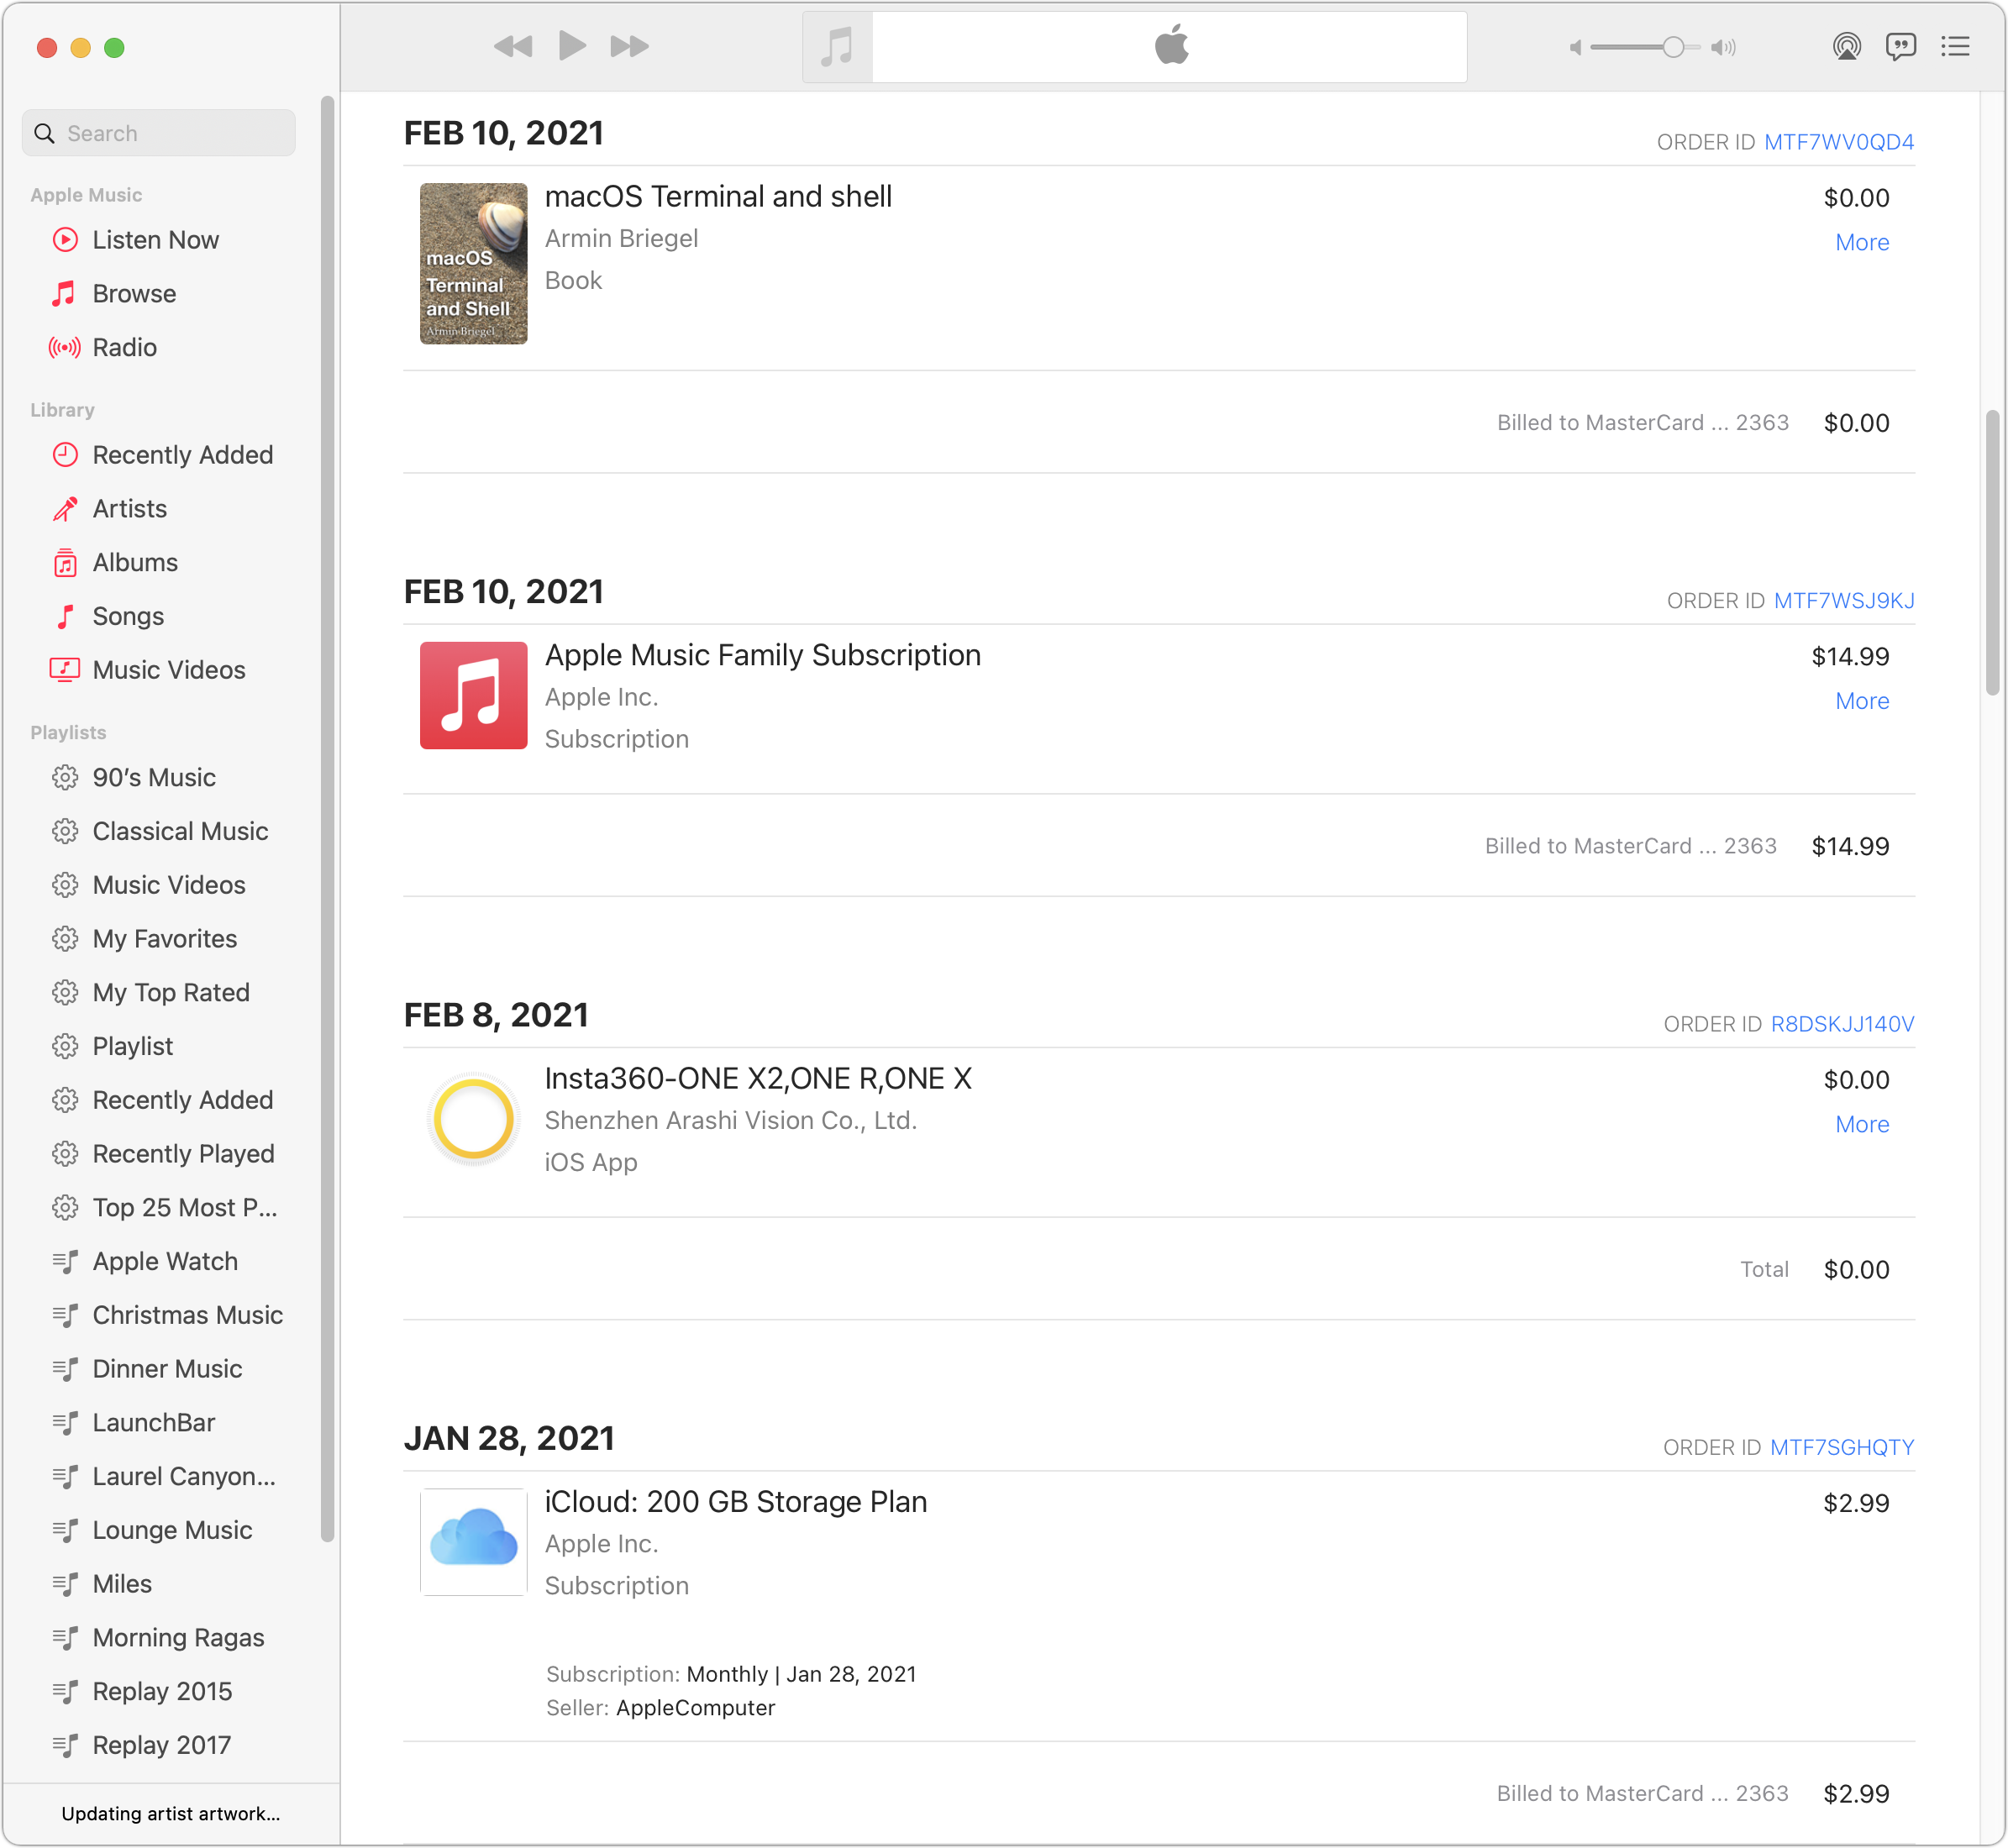 Search
Apple Music
Listen Now
Browse
Radio
Library
Recently Added
Artists
Albums
Songs
Music Videos
Playlists
90’s Music
Classical Music
Music Videos
My Favorites
My Top Rated
Playlist
Recently Added
Recently Played
Top 25 Most P...
Apple Watch
Christmas Music
Dinner Music
LaunchBar
Laurel Canyon...
Lounge Music
Miles
Morning Ragas
Replay 2015
Replay 2017
Updating artist artwork...
FEB 10, 2021
ORDER ID MTF7WV0QD4
macOS
Terminal
and Shell
Armin Briegel
macOS Terminal and shell
$0.00
Armin Briegel
More
Book
Billed to MasterCard ... 2363 $0.00
FEB 10, 2021
ORDER ID MTF7WSJ9KJ
Apple Music Family Subscription
$14.99
Apple Inc.
More
Subscription
Billed to MasterCard ... 2363 $14.99
FEB 8, 2021
ORDER ID R8DSKJJ140V
Insta360-ONE X2,ONE R,ONE X
$0.00
Shenzhen Arashi Vision Co., Ltd.
More
iOS App
Total $0.00
JAN 28, 2021
ORDER ID MTF7SGHQTY
iCloud: 200 GB Storage Plan
$2.99
Apple Inc.
Subscription
Subscription: Monthly | Jan 28, 2021
Seller: AppleComputer
Billed to MasterCard ... 2363 $2.99